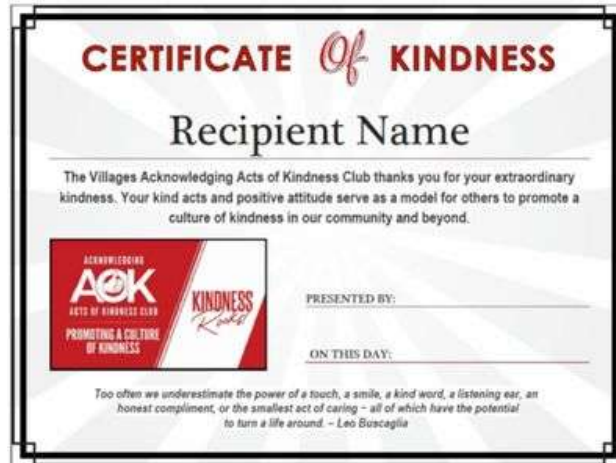 CERTIFICATE Of KINDNESS
Recipient Name
The Villages Acknowledging Acts of Kindness Club thanks you for your extraordinary
kindness. Your kind acts and positive attitude serve as a model for others to promote a
culture of kindness in our community and beyond.
ACKNOWLEDGING
AOK
ACTS OF KINDNESS CLUB
PROMOTING A CULTURE
OF KINDNESS
KINDNESS
Rocks!
PRESENTED BY:
ON THIS DAY:
Too often we underestimate the power of a touch, a smile, a kind word, a listening ear, an
honest compliment, or the smallest act of caring – all of which have the potential
to turn a life around. – Leo Buscaglia